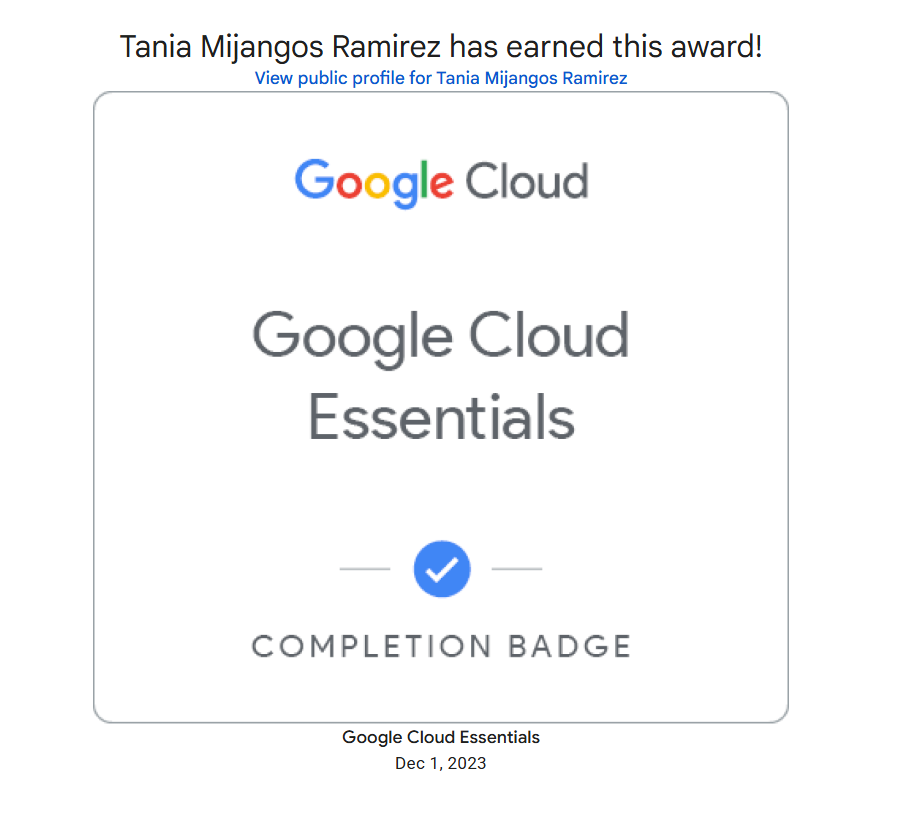 Tania Mijangos Ramirez has earned this award!
View public profile for Tania Mijangos Ramirez
Google Cloud
Google Cloud
Essentials
COMPLETION BADGE
Google Cloud Essentials
Dec 1, 2023